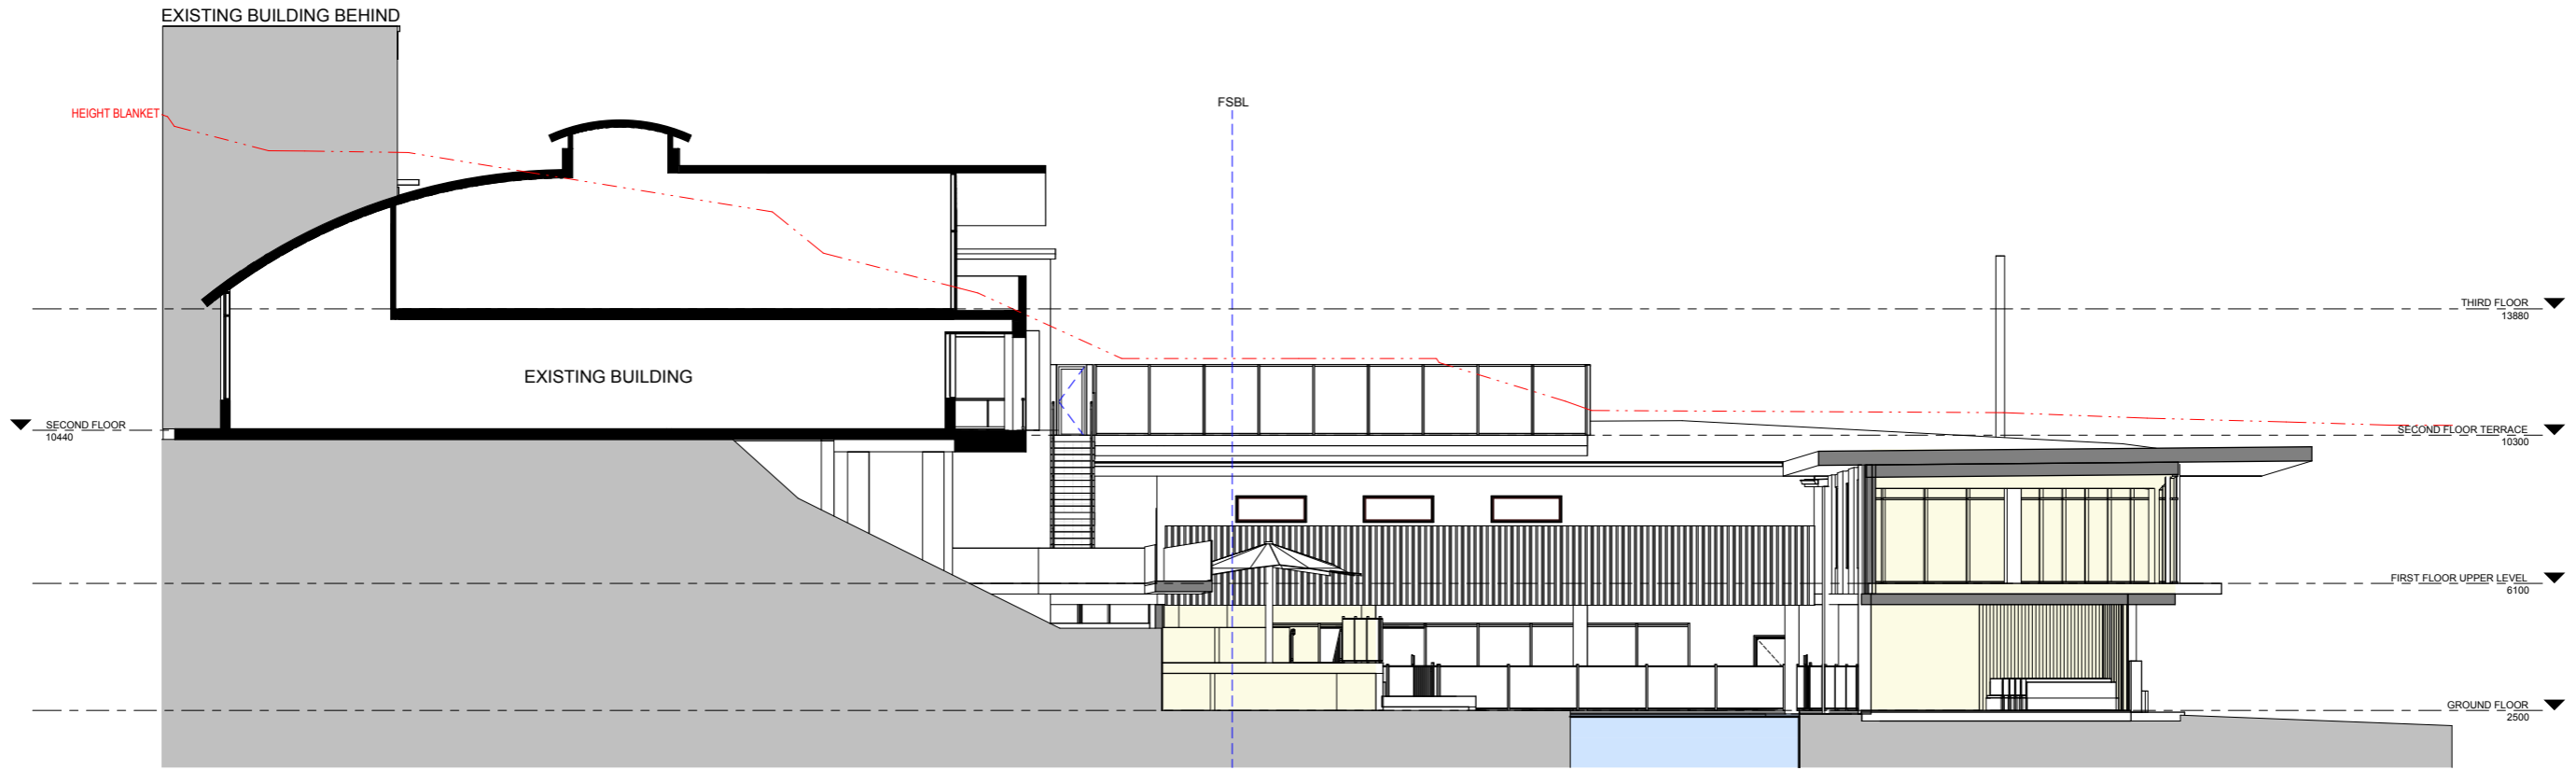 EXISTING BUILDING BEHIND
HEIGHT BLANKET
FSBL
THIRD FLOOR
13880
EXISTING BUILDING
SECOND FLOOR
10440
SECOND FLOOR TERRACE
10300
FIRST FLOOR UPPER LEVEL
6100
GROUND FLOOR
2500